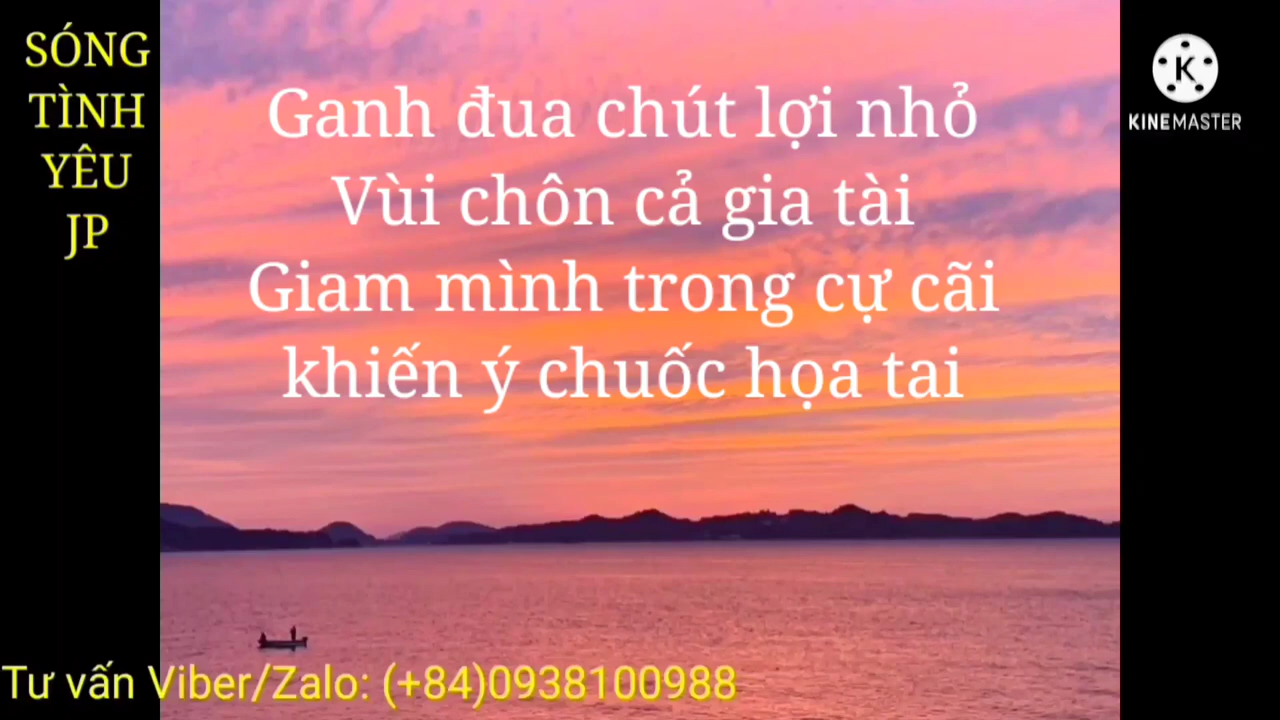 SÓNG
TÌNH
YÊU
JP
Ganh đua chút lợi nhỏ
Vùi chôn cả gia tài
Giam mình trong cự cãi
khiến ý chuốc họa tai
K
KINEMASTER
Tư vấn Viber/Zalo: (+84)0938100988